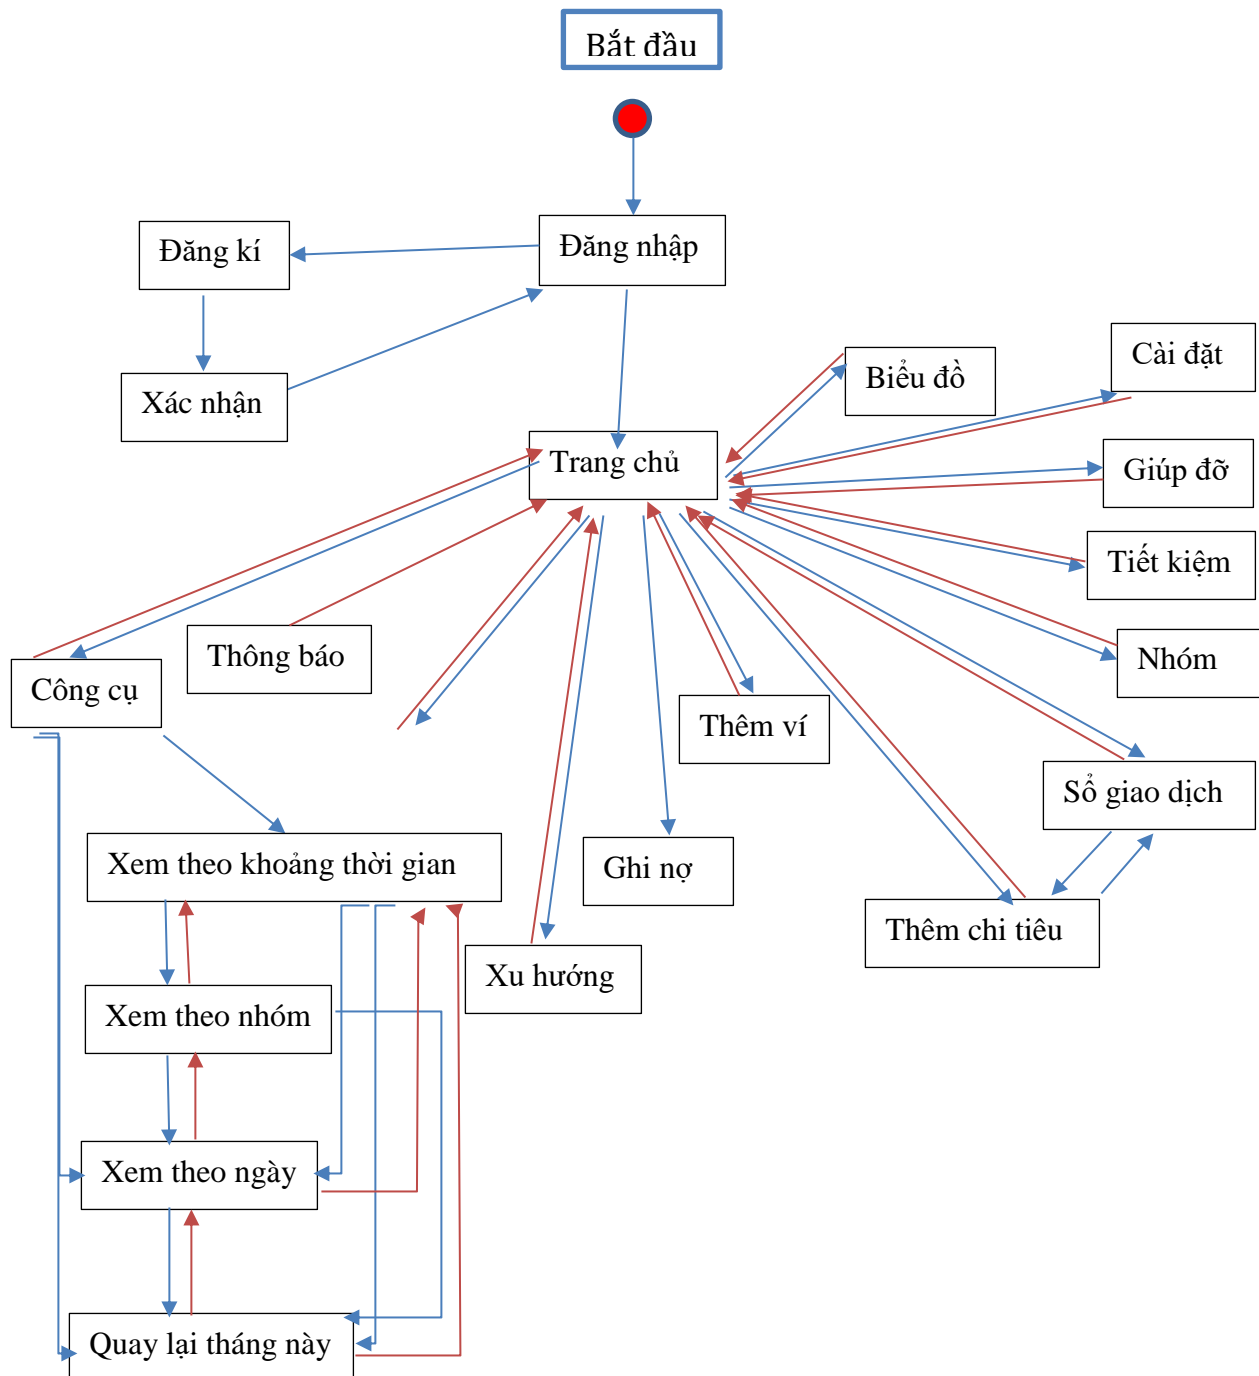 Bắt đầu
Đăng kí
Đăng nhập
Xác nhận
Biểu đồ
Cài đặt
Trang chủ
Giúp đỡ
Tiết kiệm
Thông báo
Nhóm
Công cụ
Thêm ví
Sổ giao dịch
Xem theo khoảng thời gian
Ghi nợ
Thêm chi tiêu
Xu hướng
Xem theo nhóm
Xem theo ngày
Quay lại tháng này